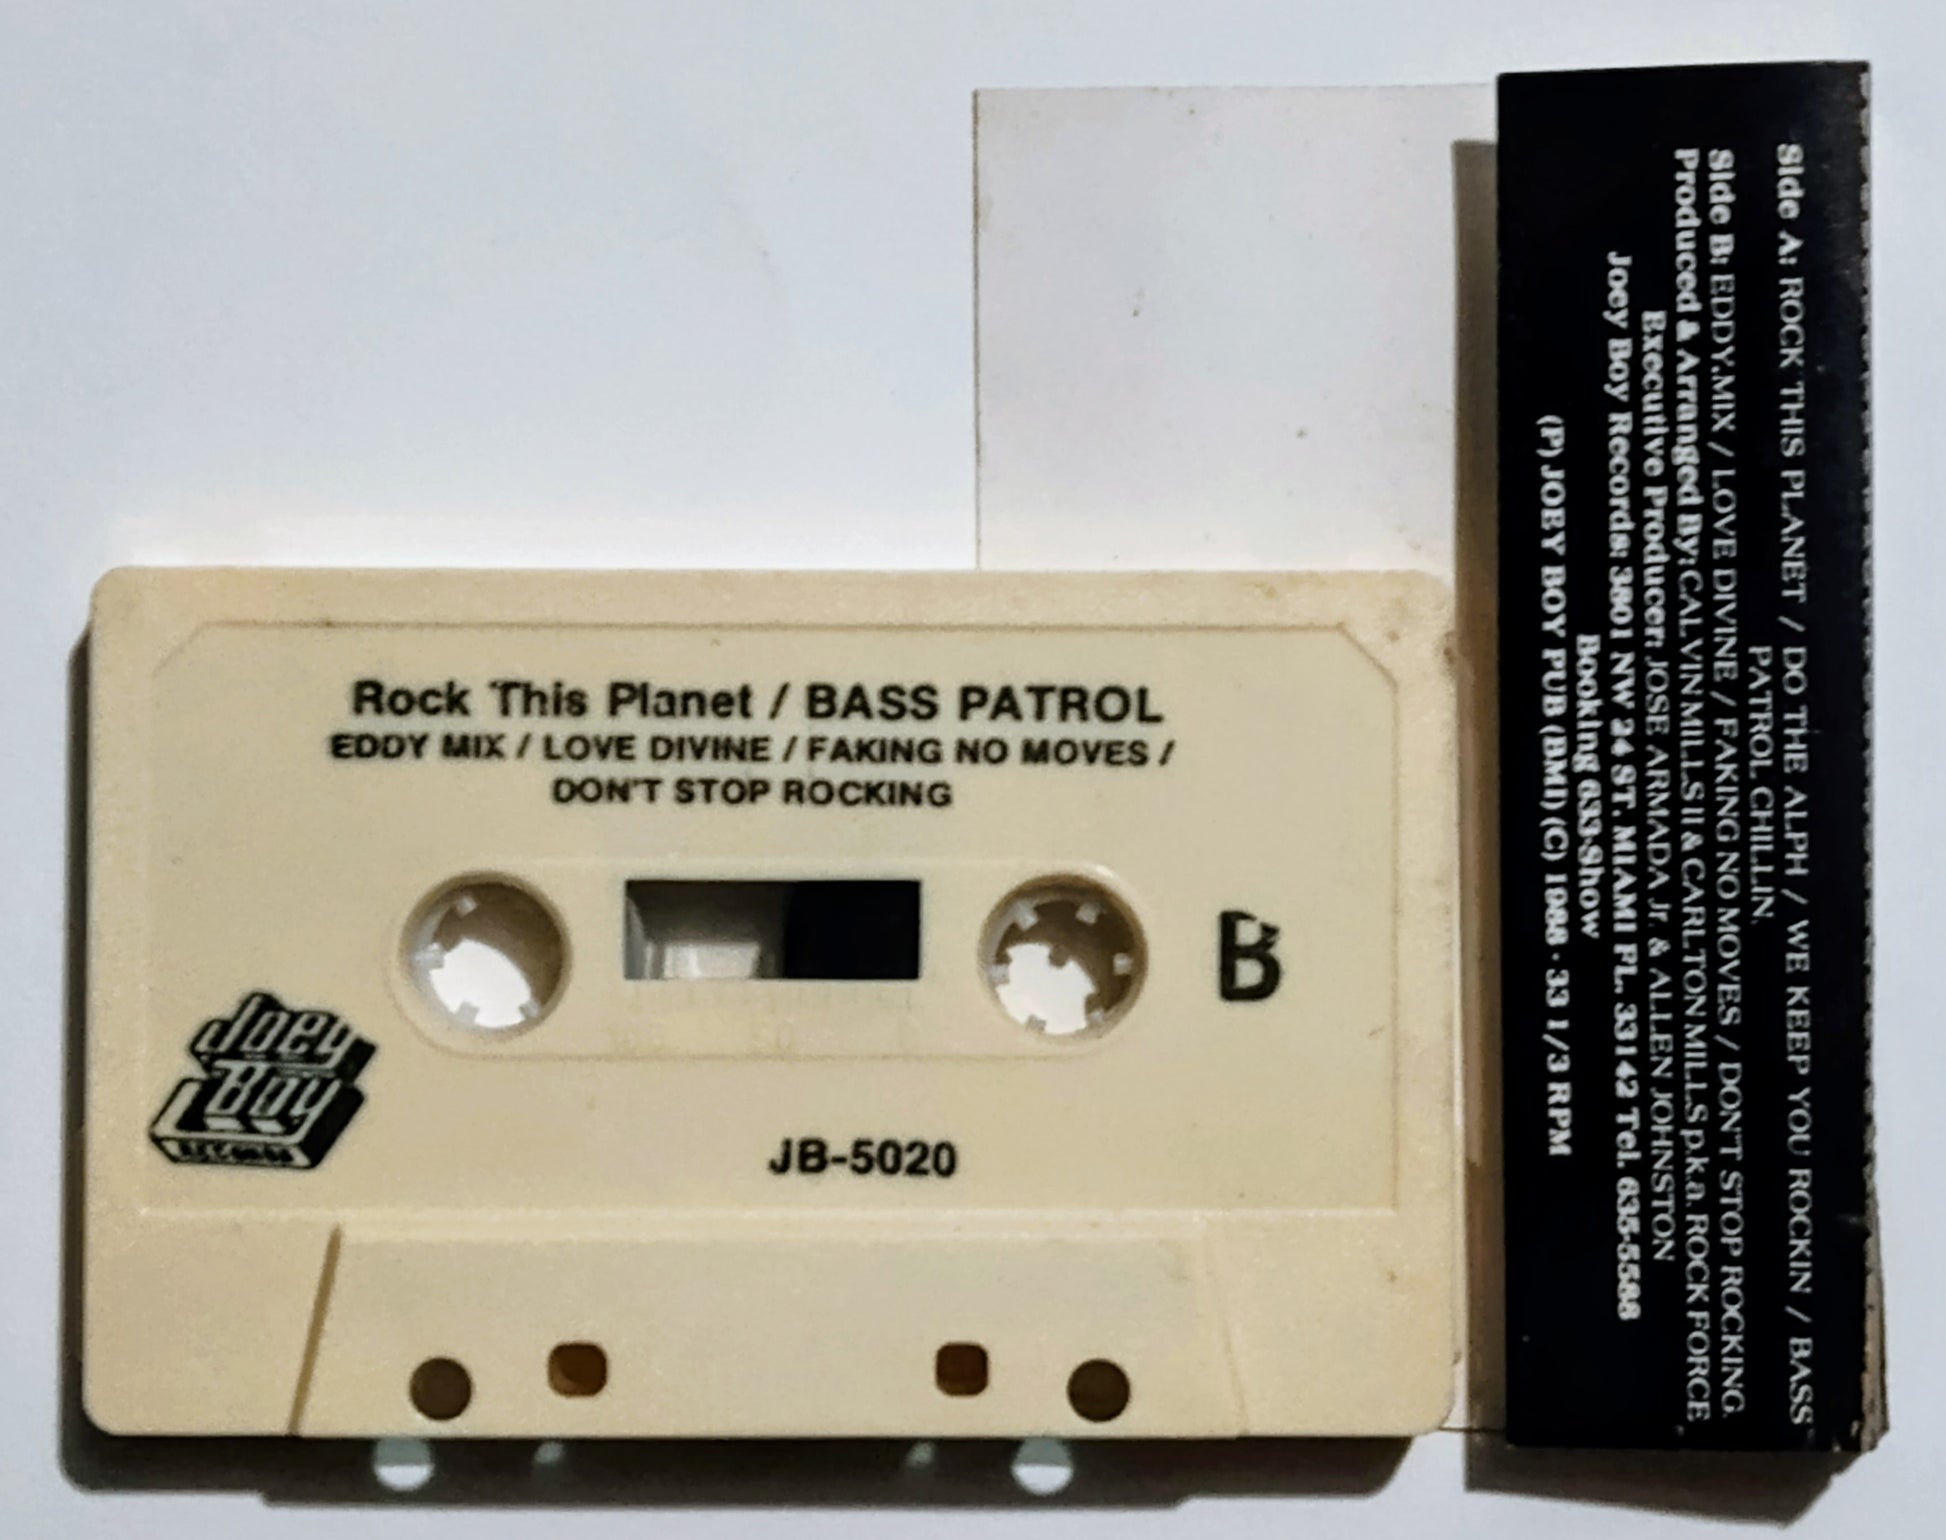 Rock This Planet / BASS PATROL
EDDY MIX / LOVE DIVINE / FAKING NO MOVES /
DON'T STOP ROCKING
B
Joey
Boy
RECORDS
JB-5020
Side A: ROCK THIS PLANET / DO THE ALPH / WE KEEP YOU ROCKIN / BASS
PATROL CHILLIN.
Side B: EDDY.MIX / LOVE DIVINE / FAKING NO MOVES / DON'T STOP ROCKING.
Produced & Arranged By: CALVIN MILLS II & CARLTON MILLS p.k.a. ROCK FORCE
Executive Producer: JOSE ARMADA Jr. & ALLEN JOHNSTON
Joey Boy Records: 3801 NW 24 ST. MIAMI FL. 33142 Tel. 635-5588
Booking 633-Show
(P) JOEY BOY PUB (BMI) (C) 1988 · 33 1/3 RPM